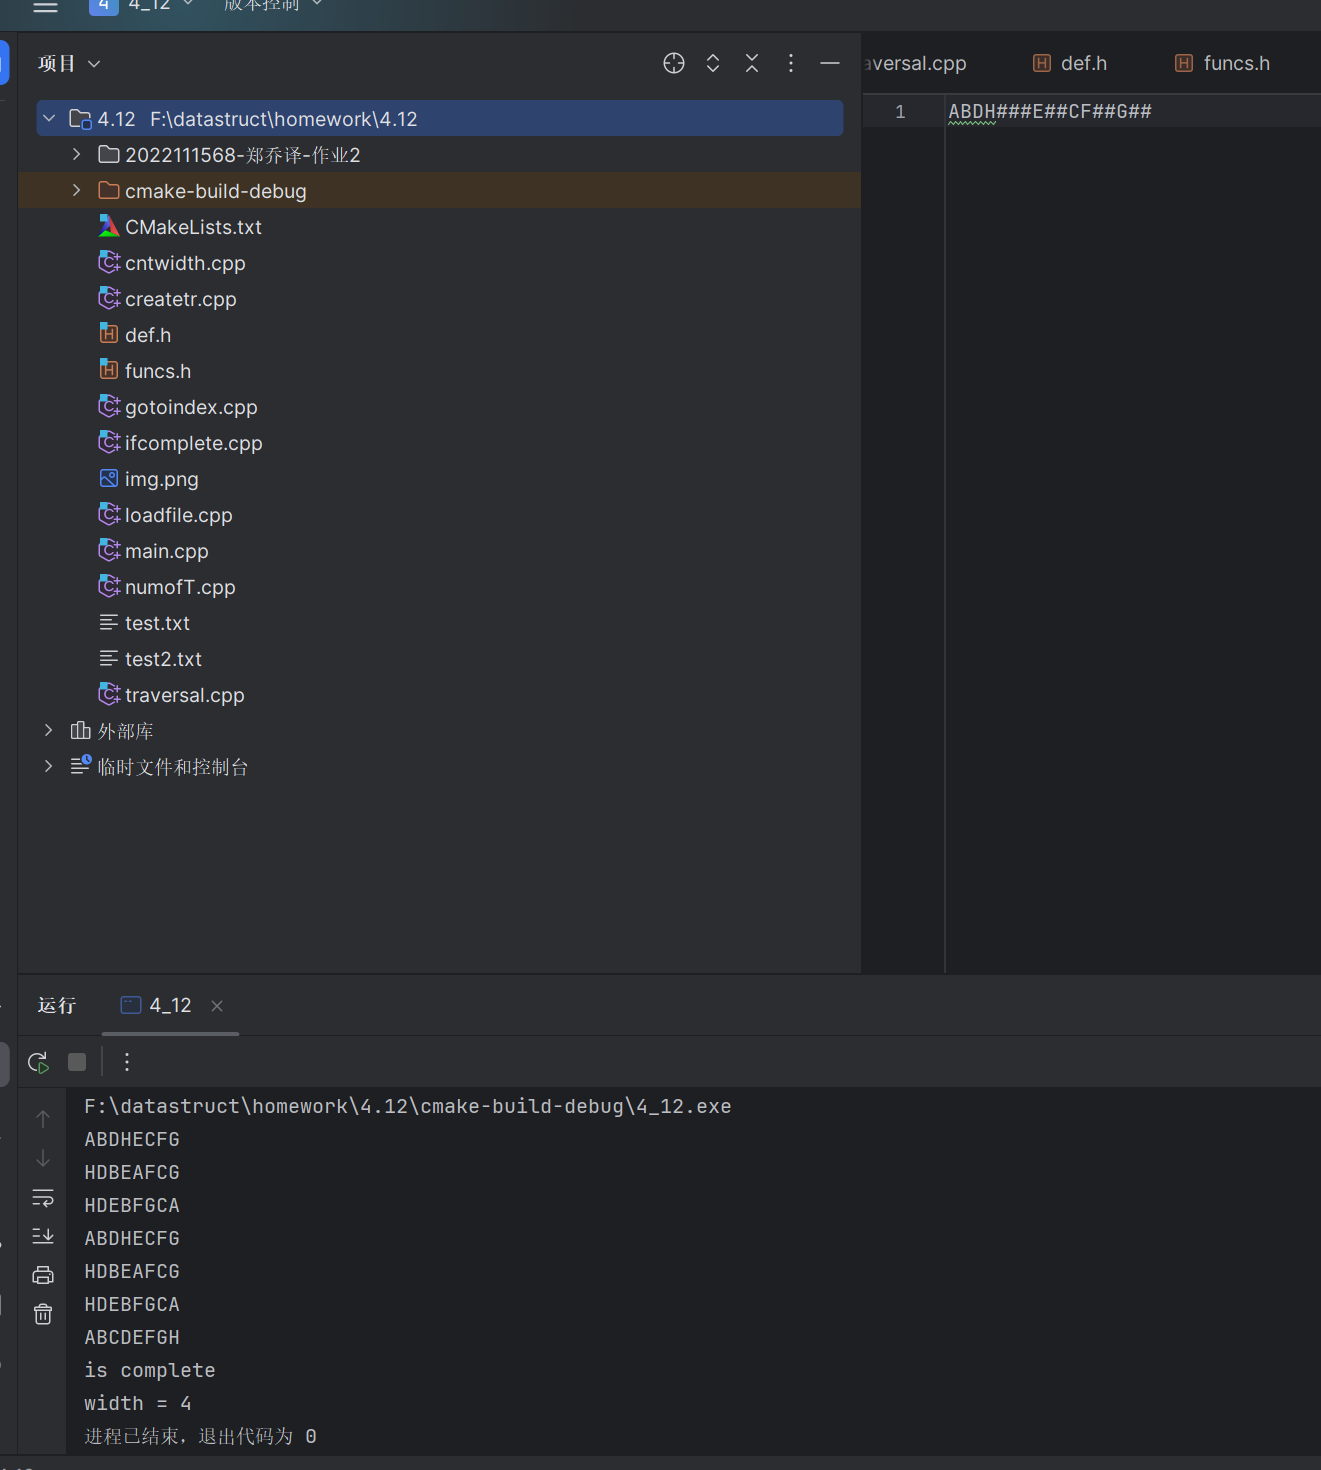 4 4_12 版本控制
项目
4.12 F:\datastruct\homework\4.12
2022111568-郑乔译-作业2
cmake-build-debug
CMakeLists.txt
cntwidth.cpp
createtr.cpp
def.h
funcs.h
gotoindex.cpp
ifcomplete.cpp
img.png
loadfile.cpp
main.cpp
numofT.cpp
test.txt
test2.txt
traversal.cpp
外部库
临时文件和控制台
aversal.cpp def.h funcs.h
1 ABDH###E##CF##G##
运行 4_12
F:\datastruct\homework\4.12\cmake-build-debug\4_12.exe
ABDHECFG
HDBEAFCG
HDEBFGCA
ABDHECFG
HDBEAFCG
HDEBFGCA
ABCDEFGH
is complete
width = 4
进程已结束，退出代码为 0